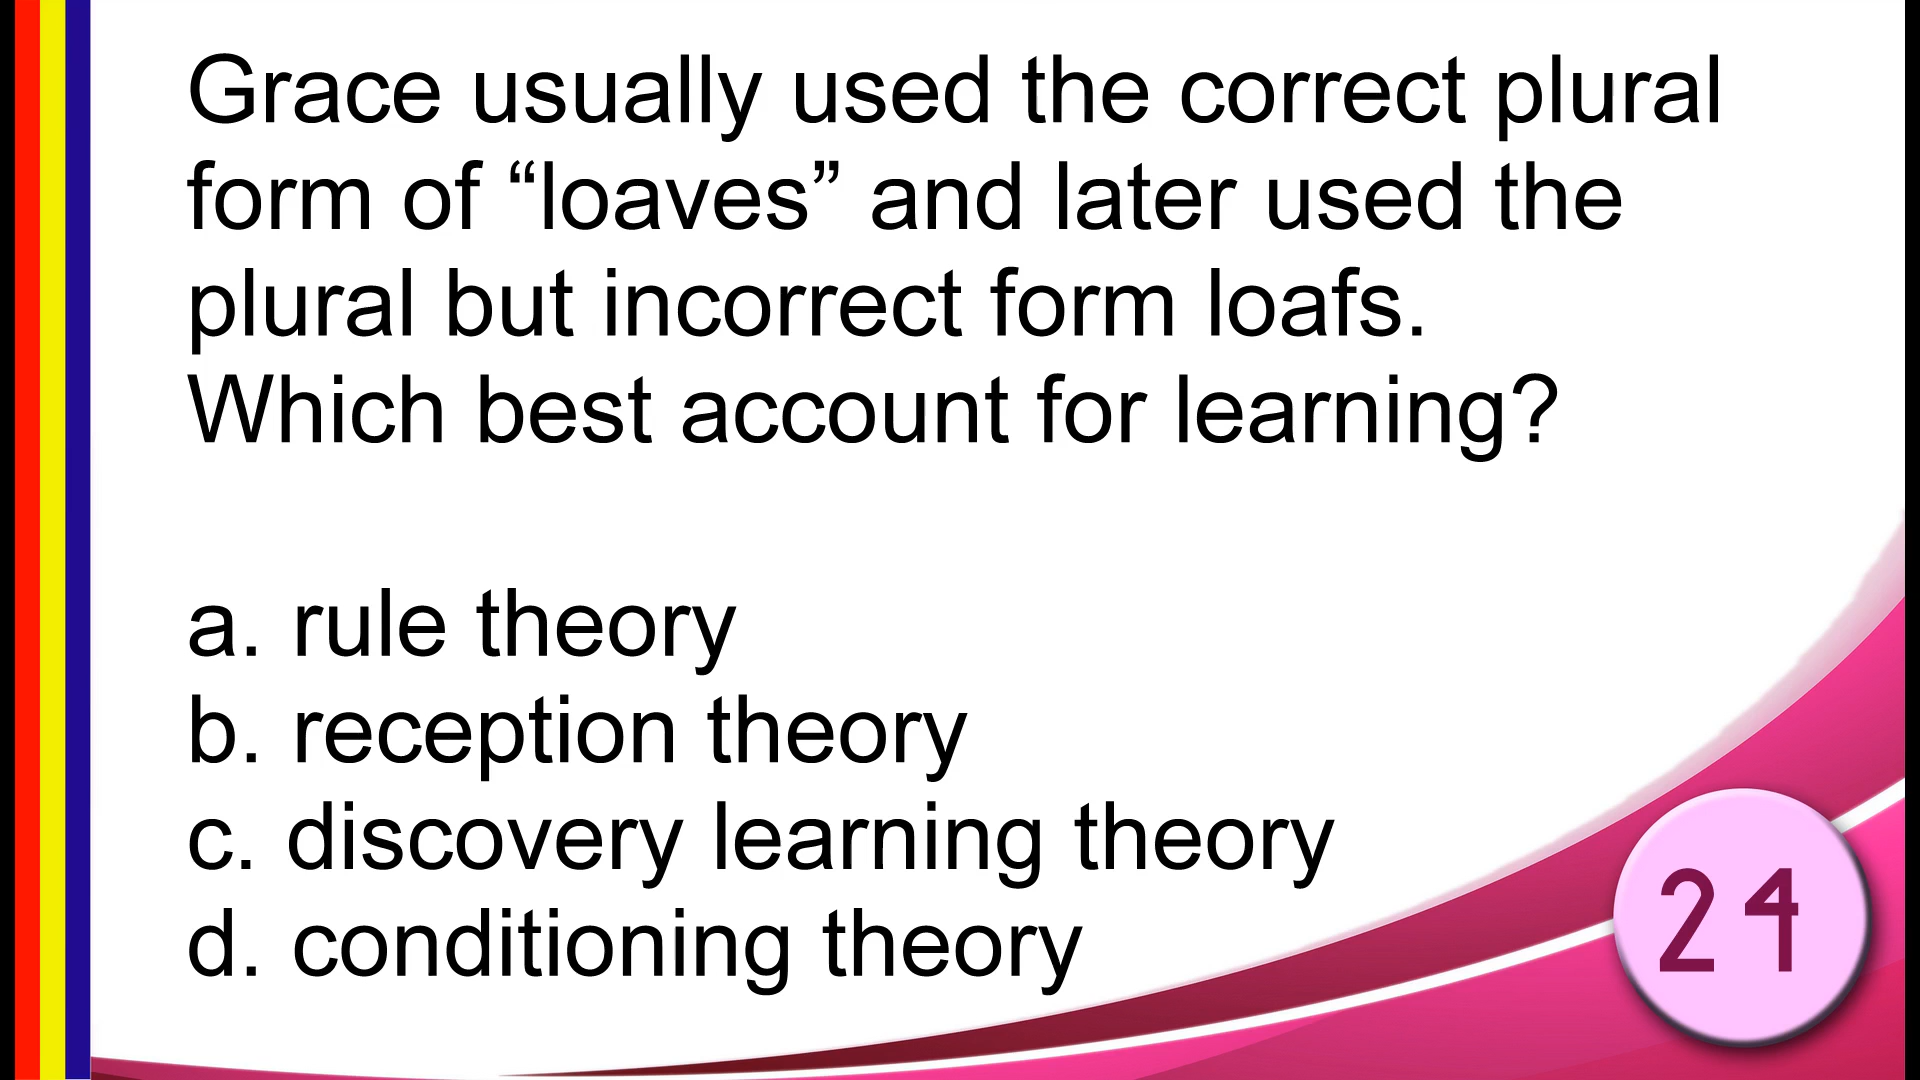 Grace usually used the correct plural
form of “loaves” and later used the
plural but incorrect form loafs.
Which best account for learning?
a. rule theory
b. reception theory
c. discovery learning theory
d. conditioning theory
24